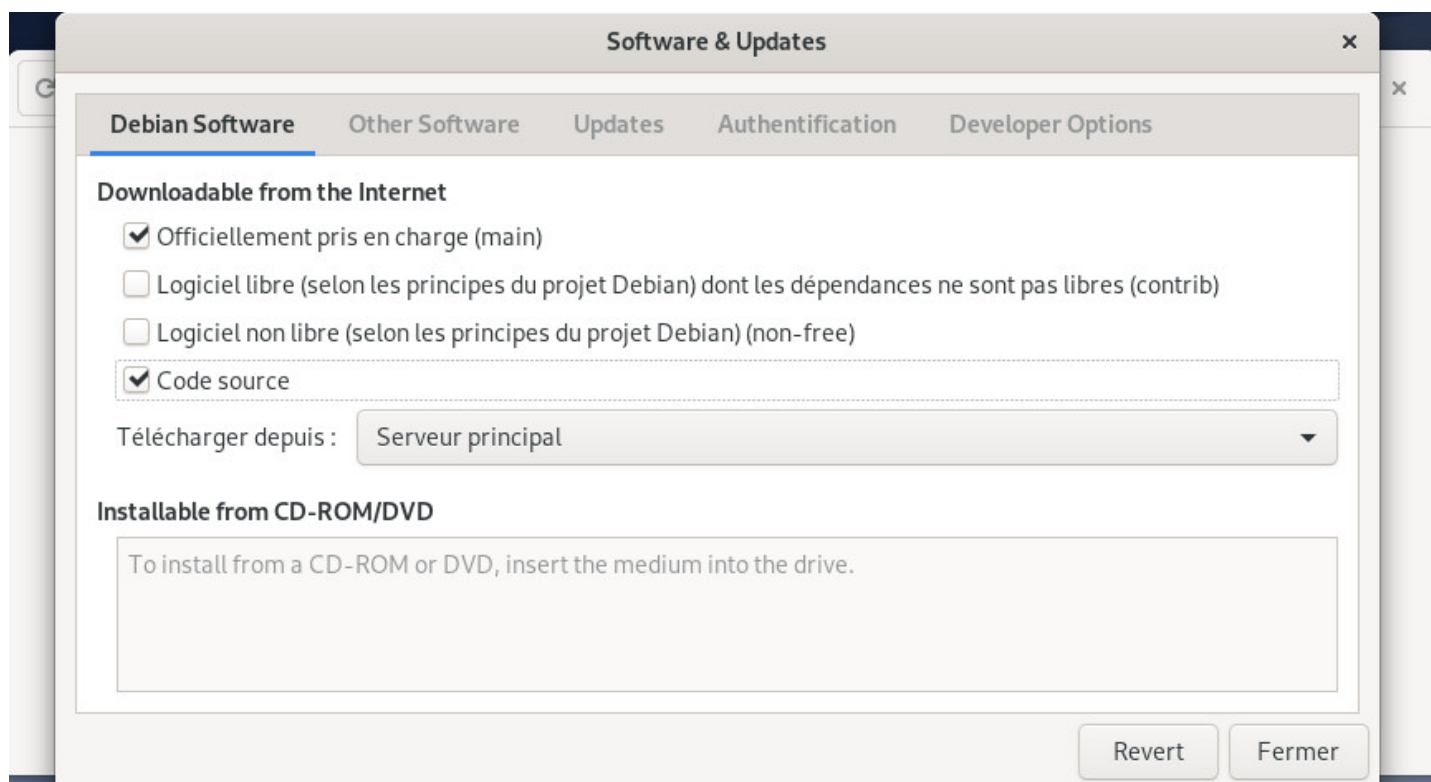 Software & Updates
Debian Software Other Software Updates Authentification Developer Options
Downloadable from the Internet
Officiellement pris en charge (main)
Logiciel libre (selon les principes du projet Debian) dont les dépendances ne sont pas libres (contrib)
Logiciel non libre (selon les principes du projet Debian) (non-free)
Code source
Télécharger depuis : Serveur principal
Installable from CD-ROM/DVD
To install from a CD-ROM or DVD, insert the medium into the drive.
Revert Fermer